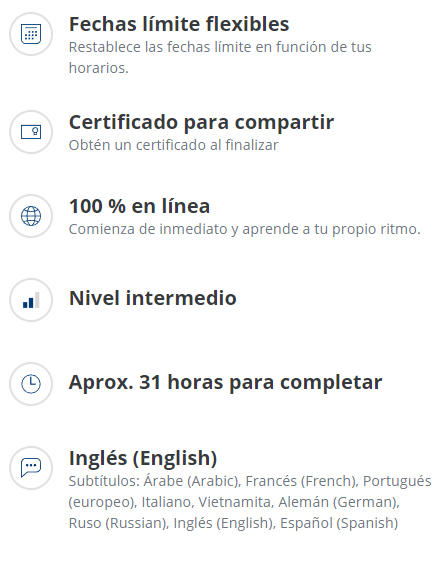 Fechas límite flexibles
Restablece las fechas límite en función de tus
horarios.
Certificado para compartir
Obtén un certificado al finalizar
100 % en línea
Comienza de inmediato y aprende a tu propio ritmo.
Nivel intermedio
Aprox. 31 horas para completar
Inglés (English)
Subtítulos: Árabe (Arabic), Francés (French), Portugués
(europeo), Italiano, Vietnamita, Alemán (German),
Ruso (Russian), Inglés (English), Español (Spanish)